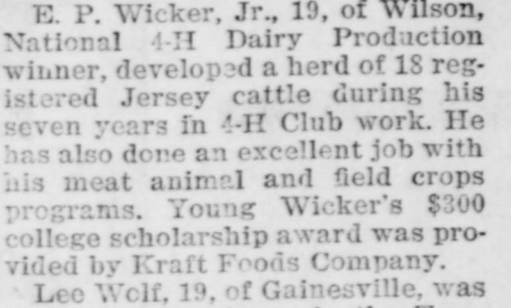 E. P. Wicker, Jr., 19, of Wilson,
National 4-H Dairy Production
winner, developed a herd of 18 reg-
istered Jersey cattle during his
seven years in 4-H Club work. He
has also done an excellent job with
his meat animal and field crops
programs. Young Wicker's $300
college scholarship award was pro-
vided by Kraft Foods Company.
Lee Wolf, 19, of Gainesville, was